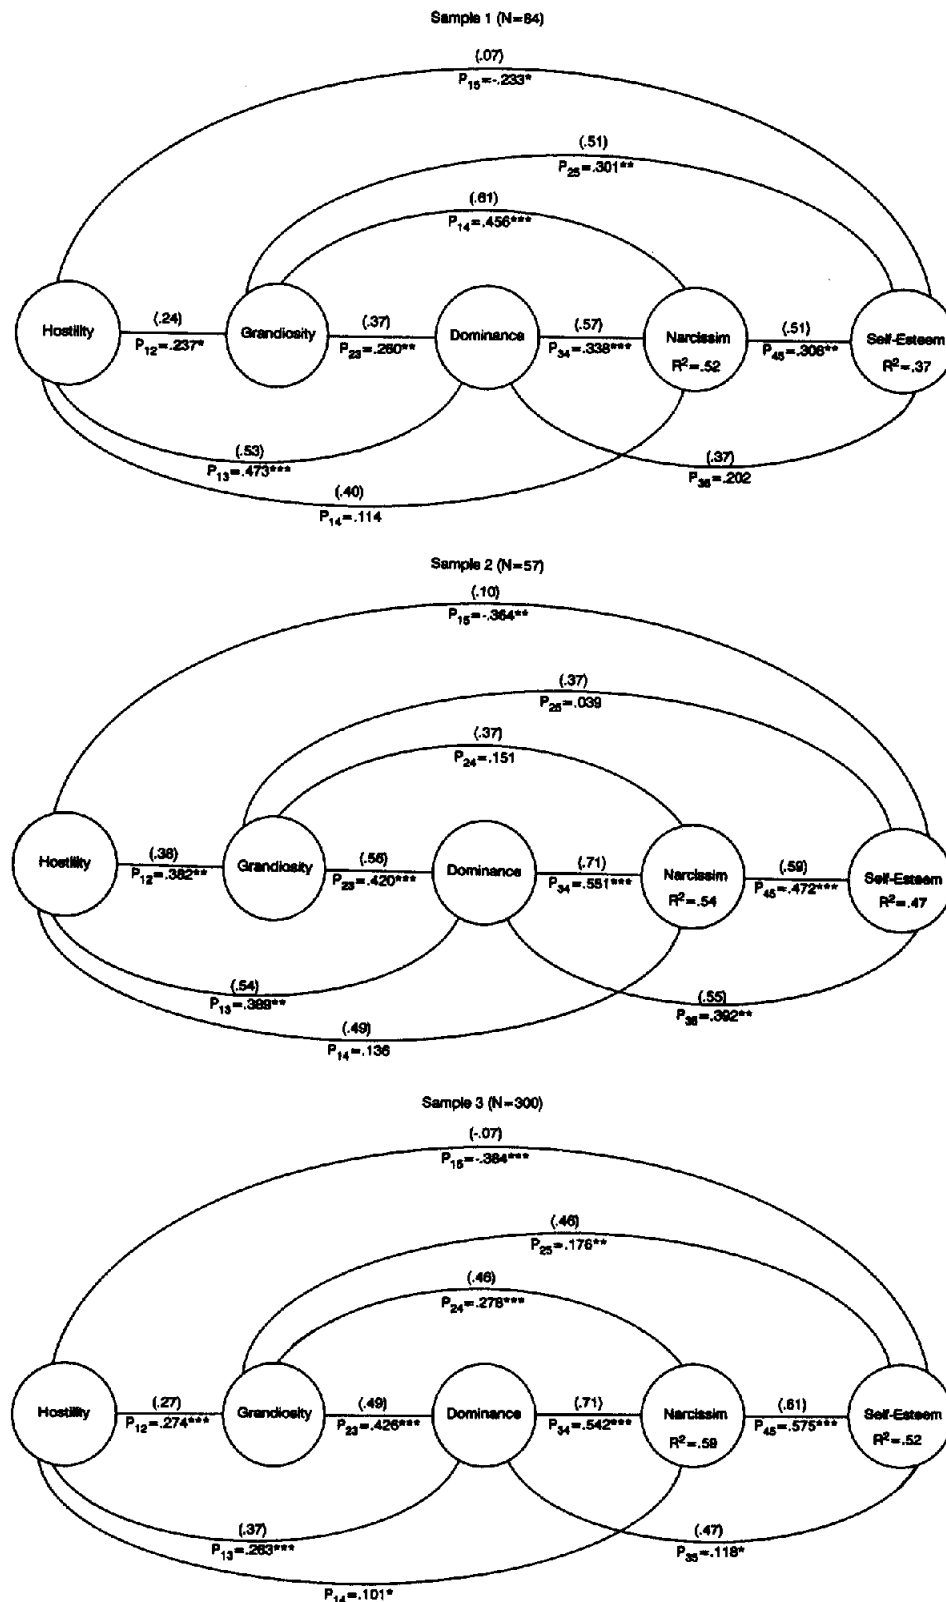 Sample 1 (N=84)
(.07)
P15=-.233*
(.51)
P25=.301**
(.61)
P14=.456***
Hostility
(.24)
P12=.237*
Grandiosity
(.37)
P23=.260**
Dominance
(.57)
P34=.338***
Narcissim
R2=.52
(.51)
P45=.306**
Self-Esteem
R2=.37
(.53)
P13=.473***
(.40)
P14=.114
(.37)
P35=.202
Sample 2 (N=57)
(.10)
P15=-.364**
(.37)
P25=.039
(.37)
P24=.151
Hostility
(.38)
P12=.382**
Grandiosity
(.56)
P23=.420***
Dominance
(.71)
P34=.551***
Narcissim
R2=.54
(.59)
P45=.472***
Self-Esteem
R2=.47
(.54)
P13=.389**
(.49)
P14=.136
(.55)
P35=.392**
Sample 3 (N=300)
(-.07)
P15=-.384***
(.46)
P25=.176**
(.46)
P24=.278***
Hostility
(.27)
P12=.274***
Grandiosity
(.49)
P23=.426***
Dominance
(.71)
P34=.542***
Narcissim
R2=.59
(.61)
P45=.575***
Self-Esteem
R2=.52
(.37)
P13=.263***
P14=.101*
(.47)
P35=.118*